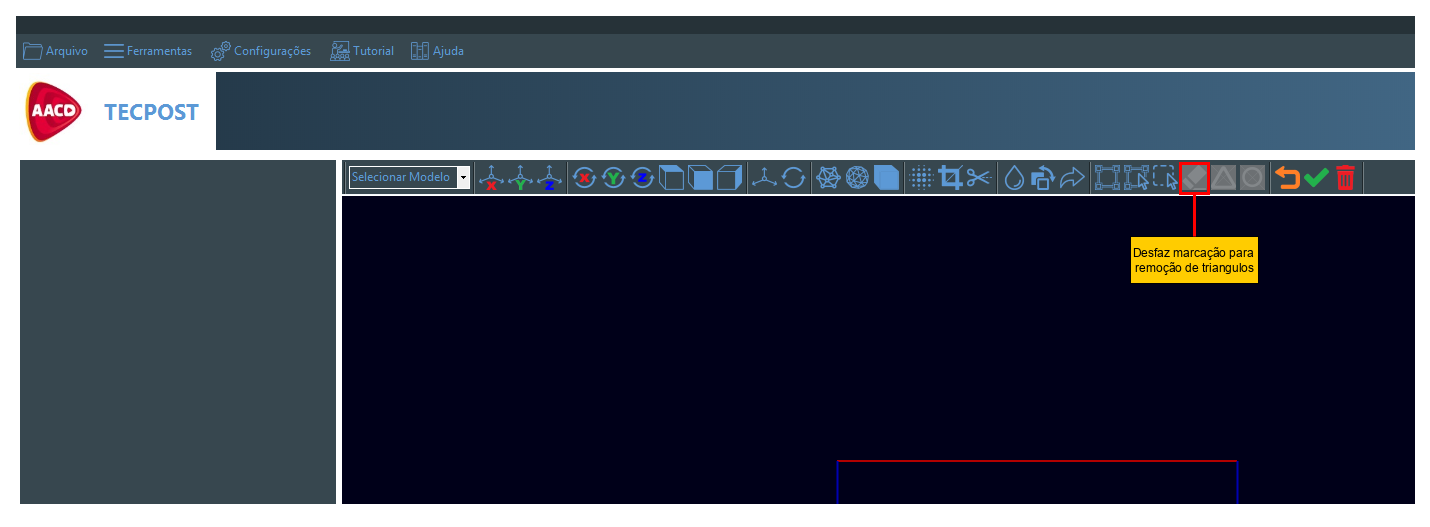 Arquivo Ferramentas Configurações Tutorial Ajuda
AACD TECPOST
Selecionar Modelo X Y Z X Y Z
Desfaz marcação para
remoção de triangulos